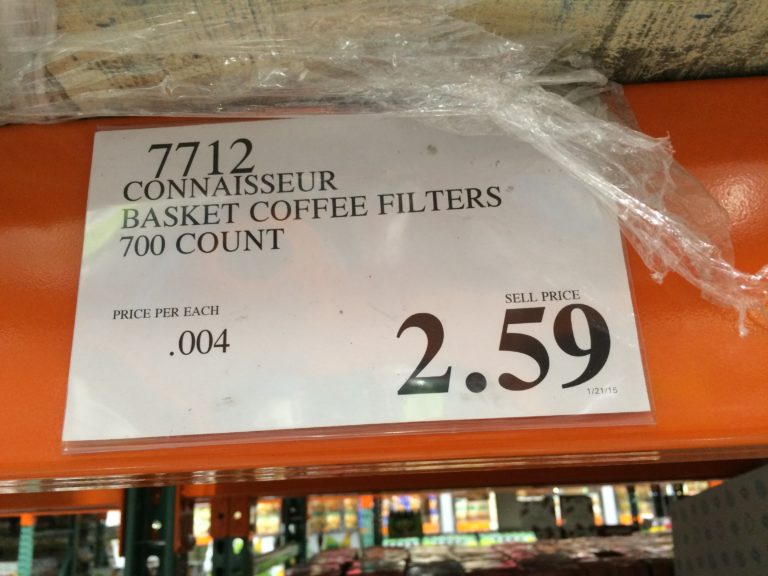 7712
CONNAISSEUR
BASKET COFFEE FILTERS
700 COUNT
PRICE PER EACH
.004
SELL PRICE
2.59
1/21/15